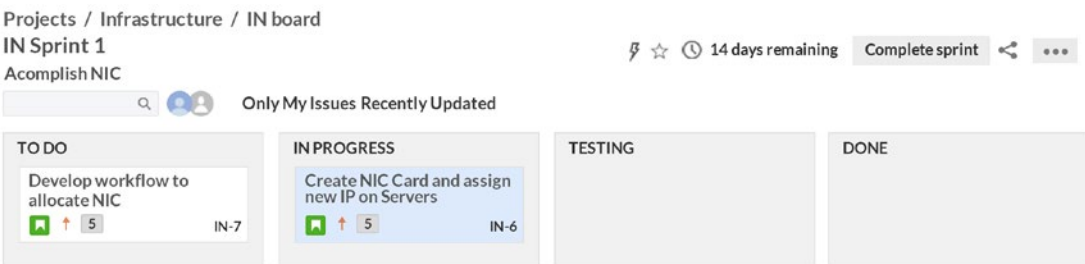 Projects / Infrastructure / IN board
IN Sprint 1
14 days remaining
Complete sprint
Acomplish NIC
Only My Issues Recently Updated
TO DO
IN PROGRESS
TESTING
DONE
Develop workflow to
allocate NIC
5
IN-7
Create NIC Card and assign
new IP on Servers
5
IN-6